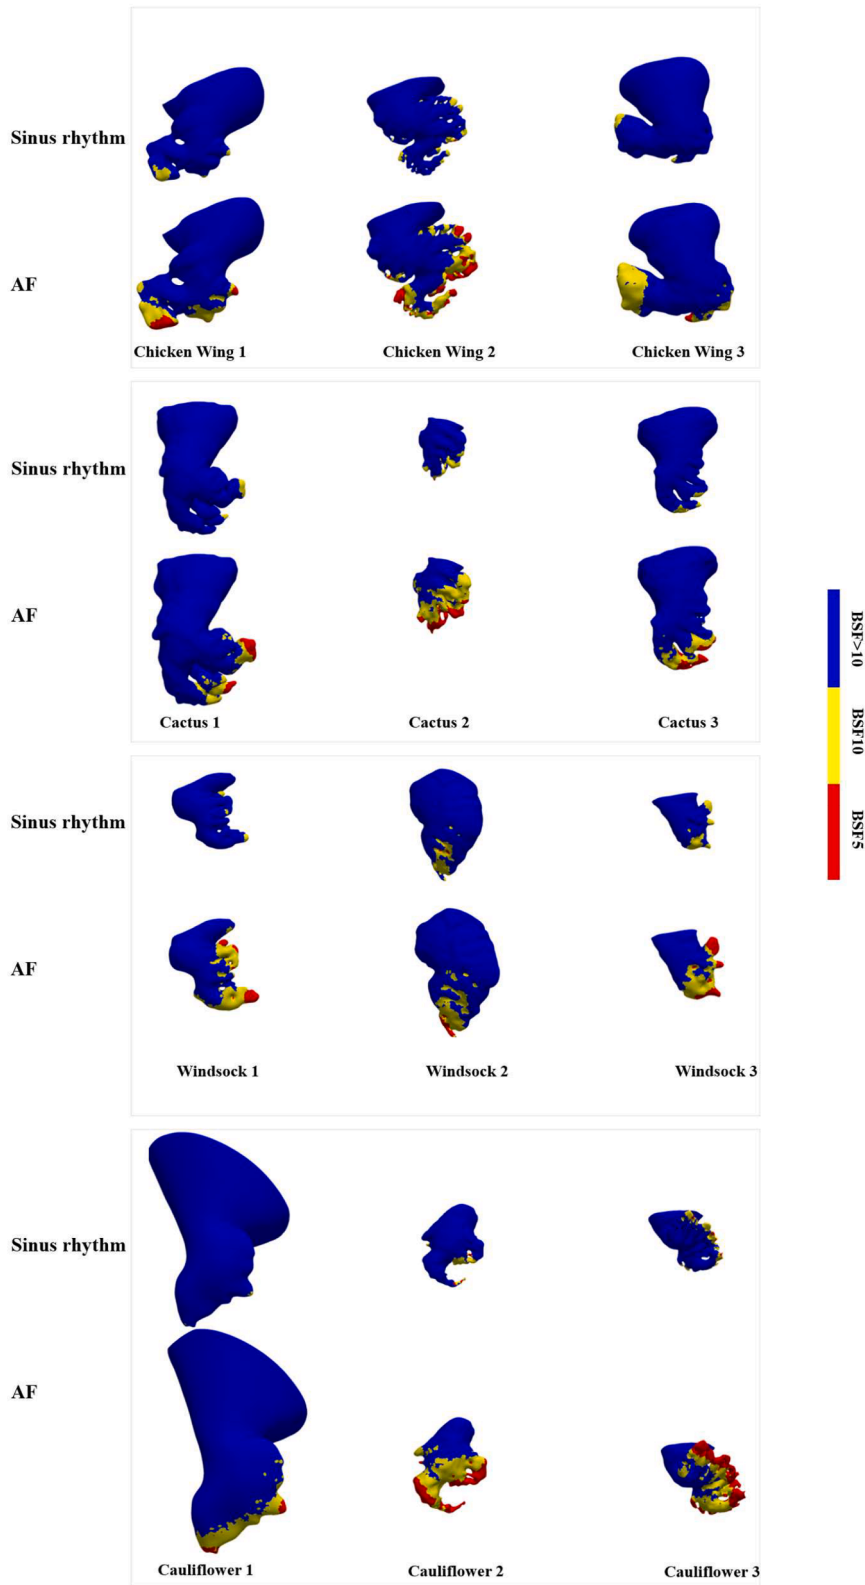 Sinus rhythm
AF
Chicken Wing 1
Chicken Wing 2
Chicken Wing 3
Sinus rhythm
AF
Cactus 1
Cactus 2
Cactus 3
BSF>10
BSF10
BSF5
Sinus rhythm
AF
Windsock 1
Windsock 2
Windsock 3
Sinus rhythm
AF
Cauliflower 1
Cauliflower 2
Cauliflower 3